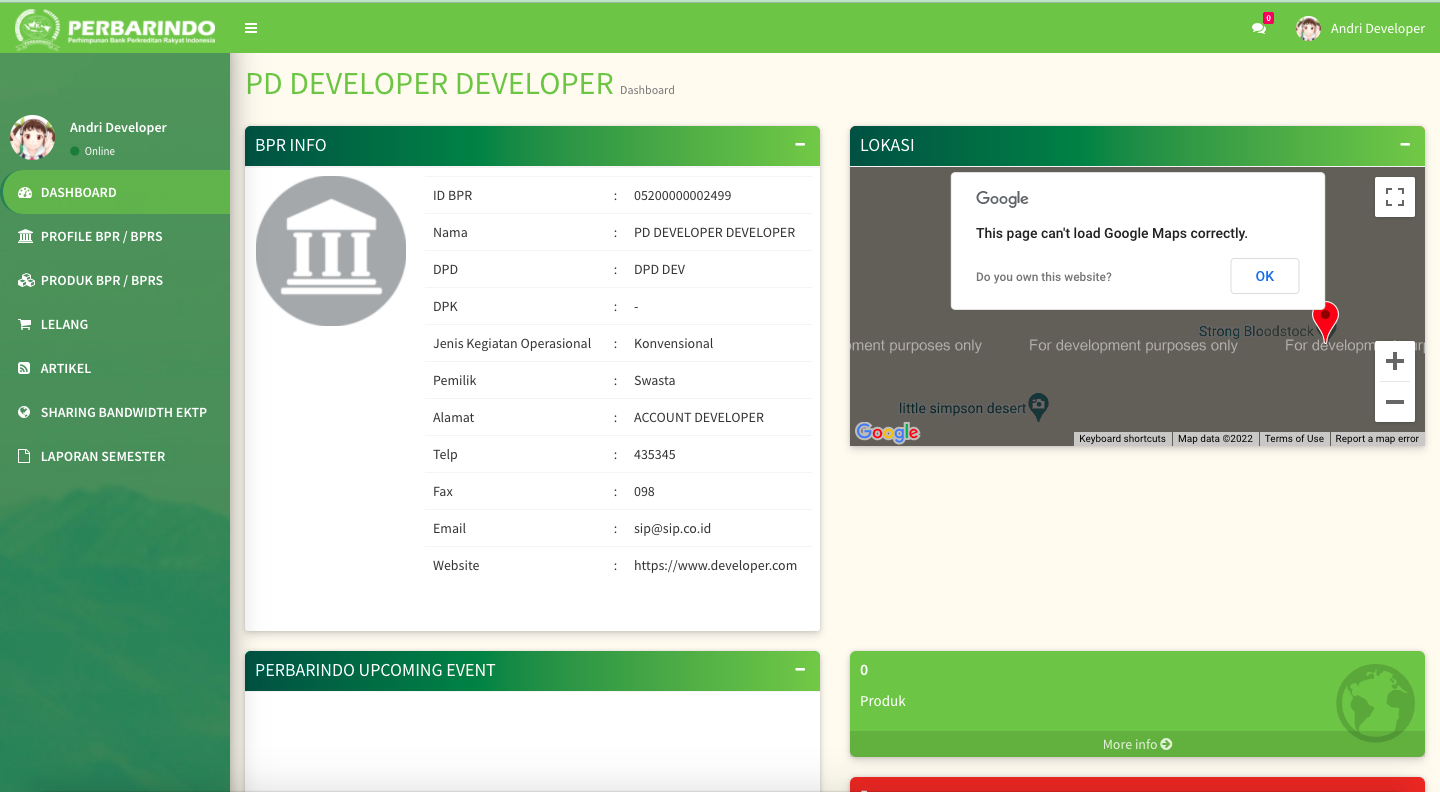 PERBARINDO
Perhimpunan Bank Perkreditan Rakyat Indonesia
0
Andri Developer
Andri Developer
Online
DASHBOARD
PROFILE BPR / BPRS
PRODUK BPR / BPRS
LELANG
ARTIKEL
SHARING BANDWIDTH EKTP
LAPORAN SEMESTER
PD DEVELOPER DEVELOPER Dashboard
BPR INFO
ID BPR : 05200000002499
Nama : PD DEVELOPER DEVELOPER
DPD : DPD DEV
DPK : -
Jenis Kegiatan Operasional : Konvensional
Pemilik : Swasta
Alamat : ACCOUNT DEVELOPER
Telp : 435345
Fax : 098
Email : sip@sip.co.id
Website : https://www.developer.com
LOKASI
Google
This page can't load Google Maps correctly.
Do you own this website? OK
Strong Bloodstock
ment purposes only For development purposes only For developm
little simpson desert
Google
Keyboard shortcuts Map data ©2022 Terms of Use Report a map error
PERBARINDO UPCOMING EVENT
0
Produk
More info